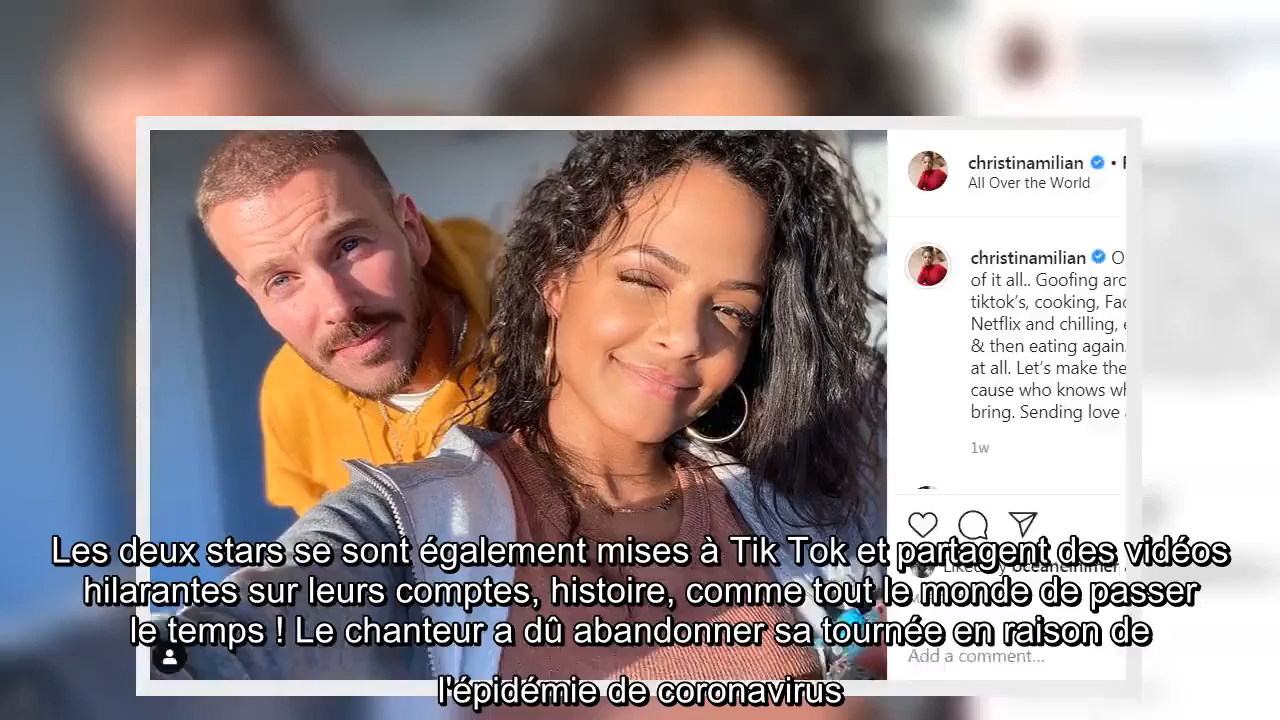 christinamilian • F
All Over the World
christinamilian O
of it all.. Goofing arc
tiktok's, cooking, Fac
Netflix and chilling, e
& then eating again.
at all. Let's make the
cause who knows wh
bring. Sending love
1w
Les deux stars se sont également mises à Tik Tok et partagent des vidéos
hilarantes sur leurs comptes, histoire, comme tout le monde de passer
le temps ! Le chanteur a dû abandonner sa tournée en raison de
l'épidémie de coronavirus
Add a comment...